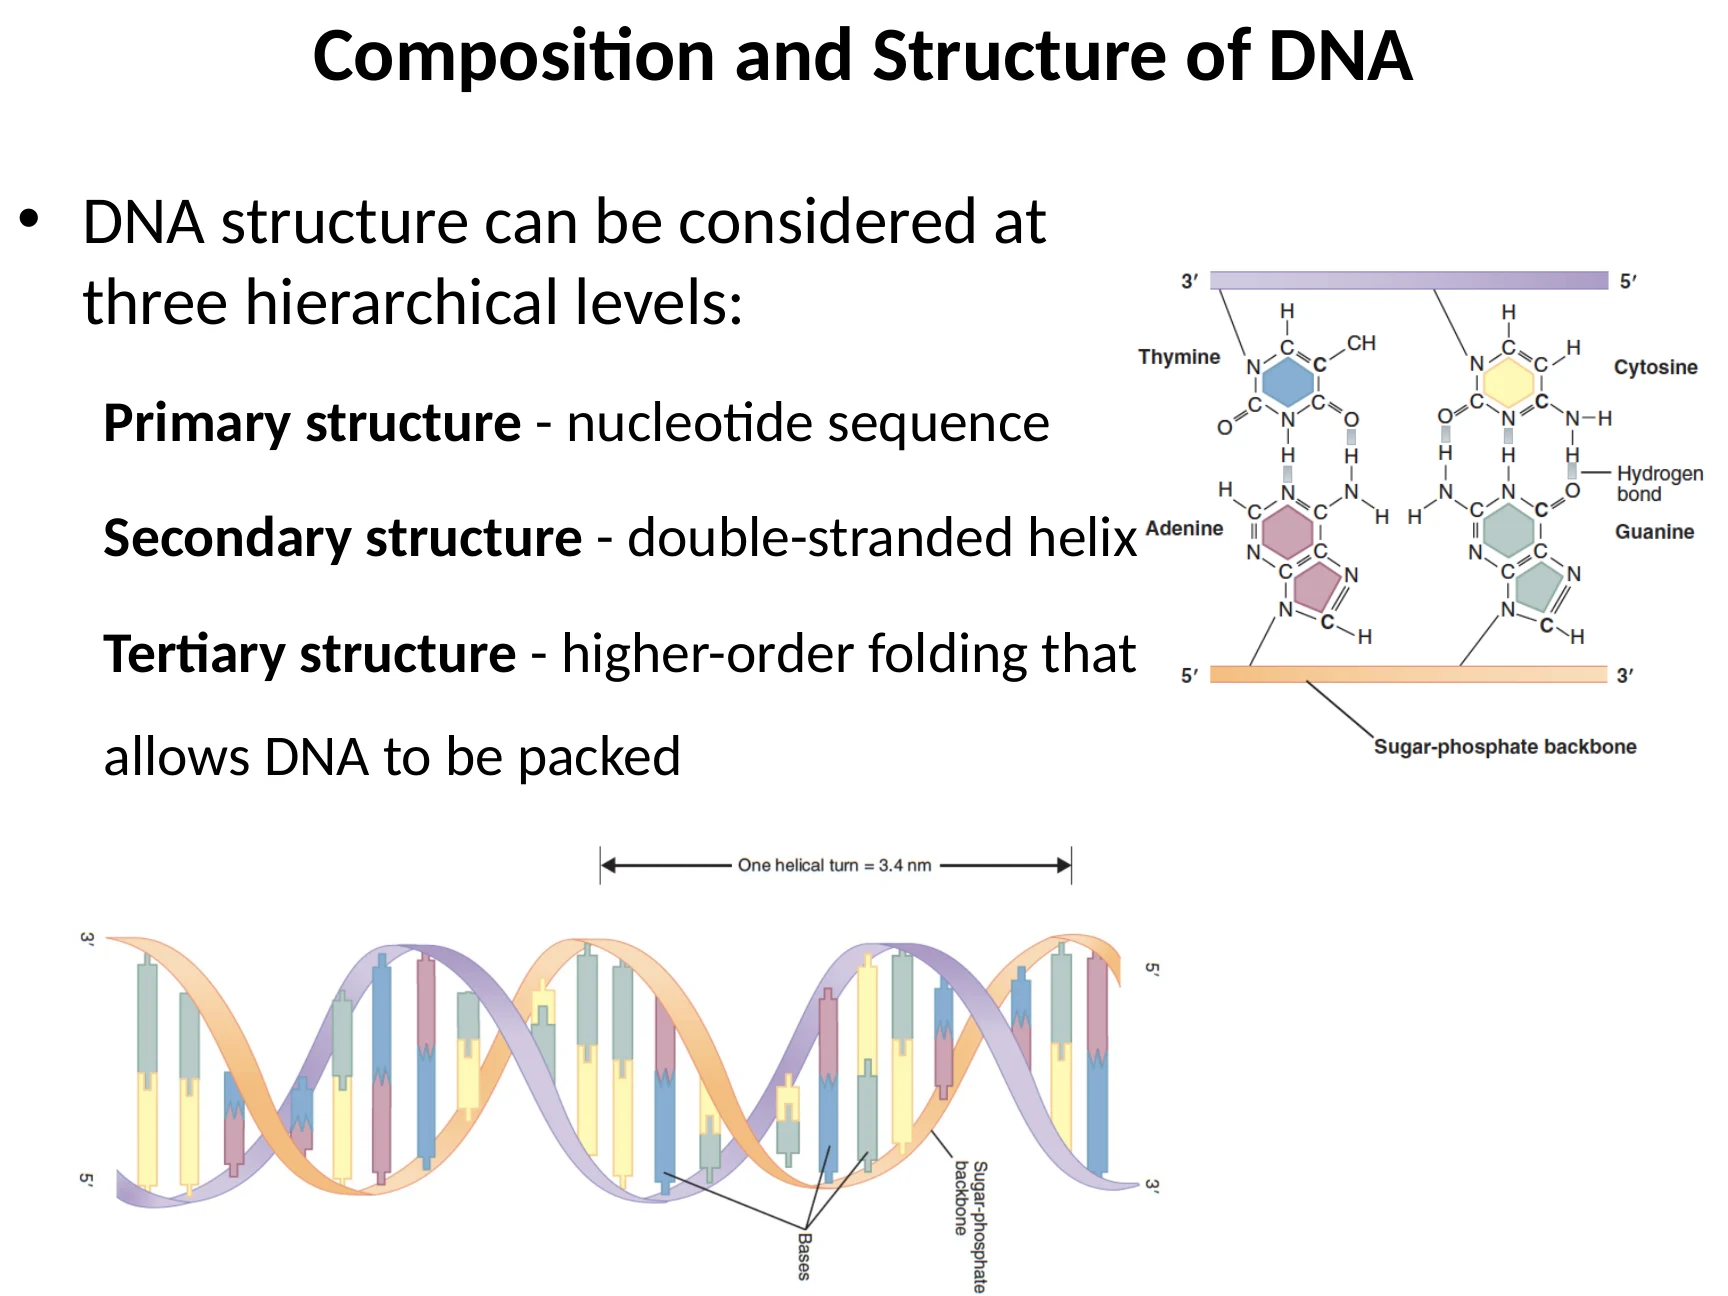 Composition and Structure of DNA
• DNA structure can be considered at
three hierarchical levels:
Primary structure - nucleotide sequence
Secondary structure - double-stranded helix
Tertiary structure - higher-order folding that
allows DNA to be packed
3′ 5′
H H
Thymine N C C CH N C C H Cytosine
C N C C N C
O O O N–H
H H H H H
Hydrogen
bond
H N N N N O
C C H H C C
Adenine Guanine
N C N C
C N C N
N C H N C H
5′ 3′
Sugar-phosphate backbone
One helical turn = 3.4 nm
3′ 5′
5′ 3′
Bases
Sugar-phosphate
backbone